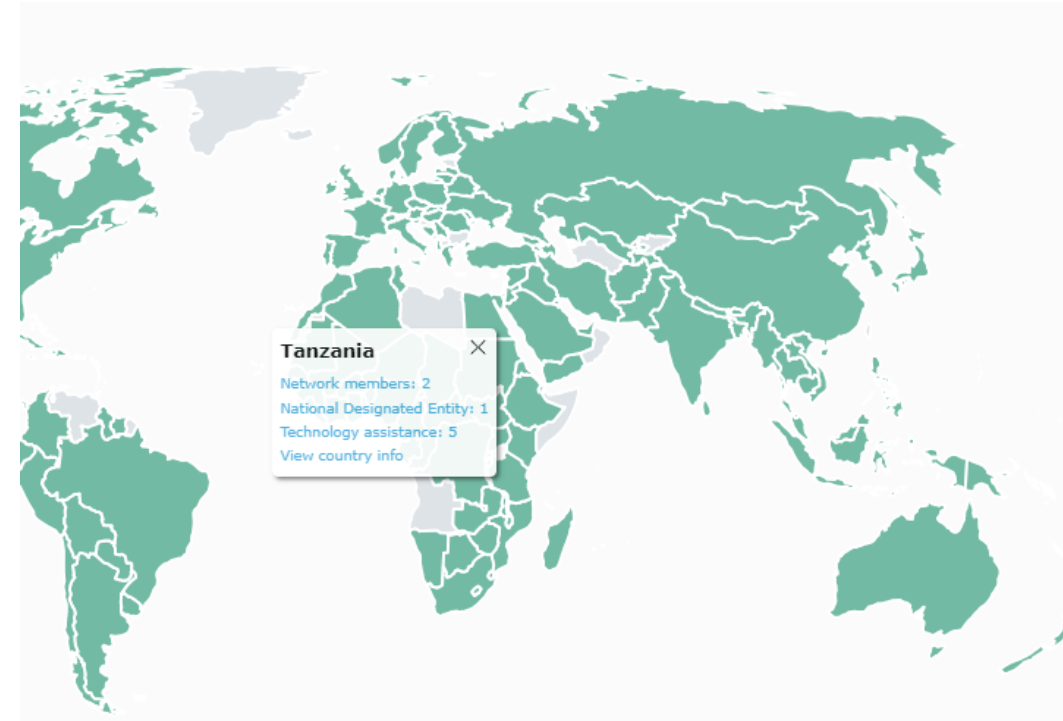 Tanzania
Network members: 2
National Designated Entity: 1
Technology assistance: 5
View country info